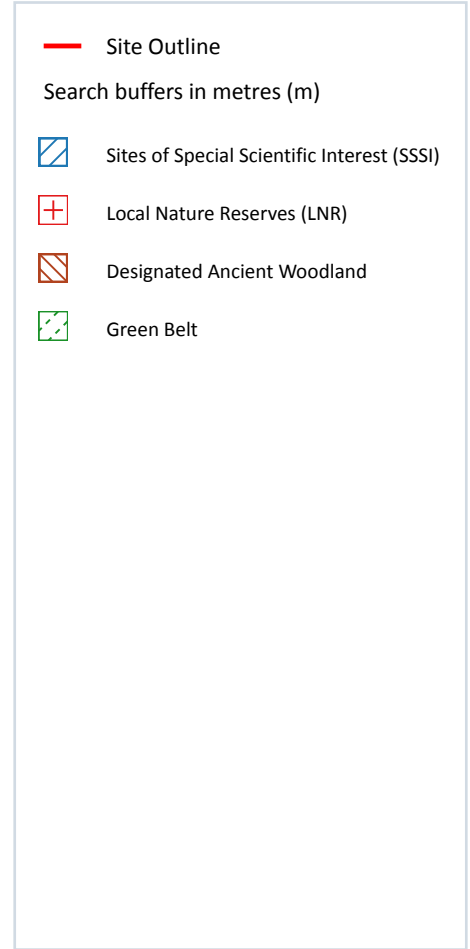 Site Outline
Search buffers in metres (m)
Sites of Special Scientific Interest (SSSI)
Local Nature Reserves (LNR)
Designated Ancient Woodland
Green Belt